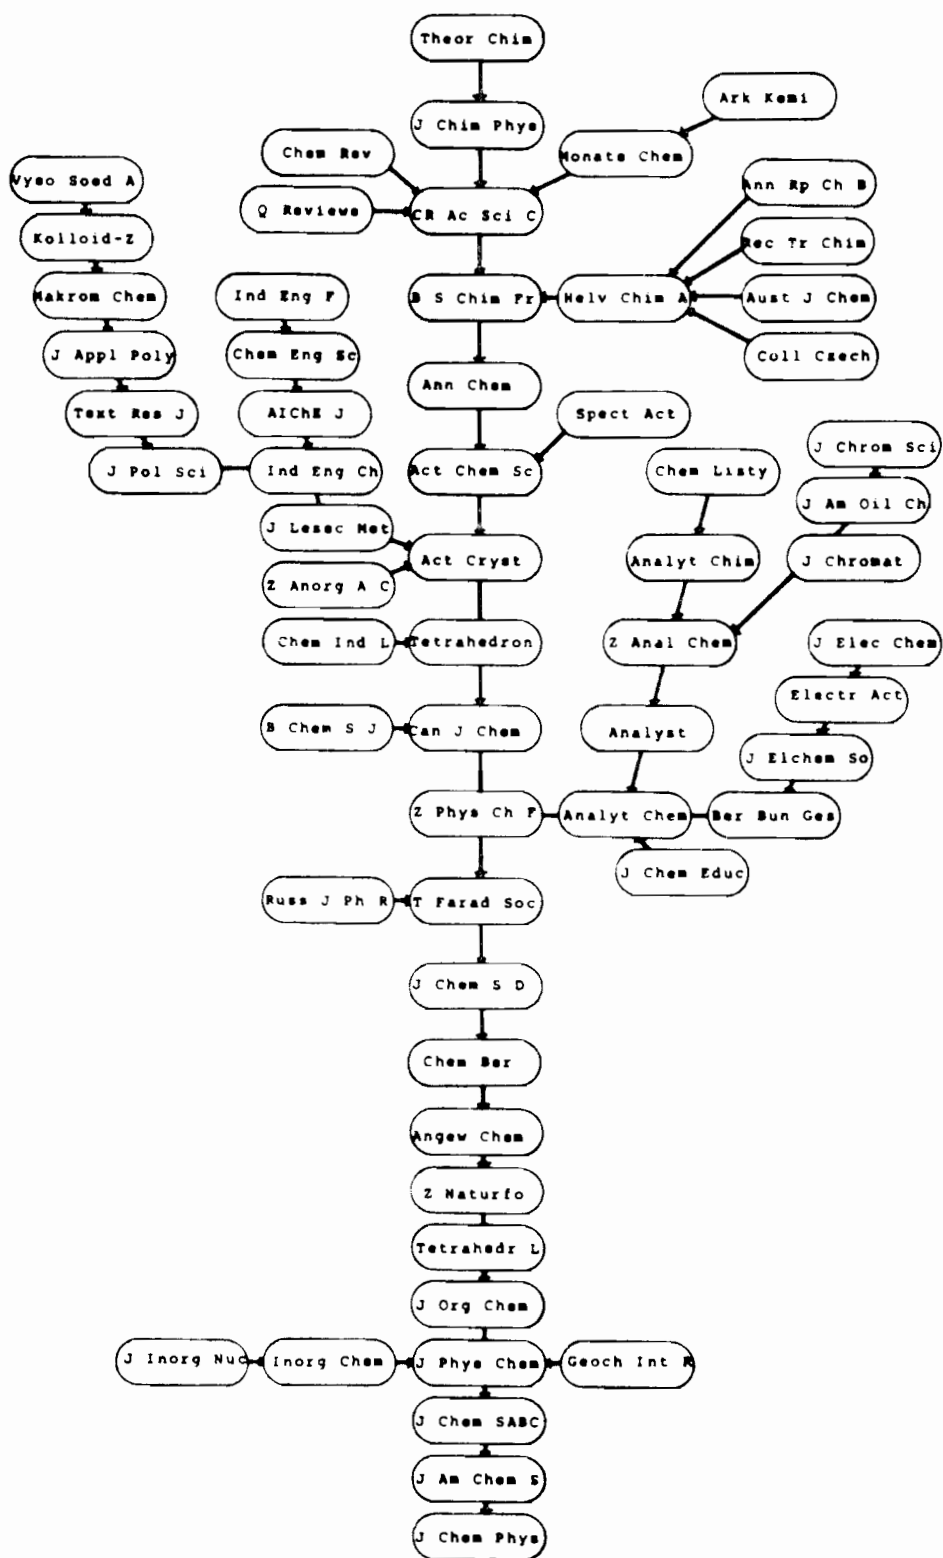 Theor Chim
Ark Kemi
J Chim Phys
Chem Rev
Monats Chem
Vyso Soed A
Ann Rp Ch B
Q Reviews
CR Ac Sci C
Kolloid-Z
Rec Tr Chim
Makrom Chem
Ind Eng F
B S Chim Fr
Helv Chim A
Aust J Chem
J Appl Poly
Chem Eng Sc
Coll Czech
Ann Chem
Text Res J
AIChE J
Spect Act
J Chrom Sci
J Pol Sci
Ind Eng Ch
Act Chem Sc
Chem Listy
J Am Oil Ch
J Lessc Met
Act Cryst
Analyt Chim
J Chromat
Z Anorg A C
Chem Ind L
Tetrahedron
Z Anal Chem
J Elec Chem
Electr Act
B Chem S J
Can J Chem
Analyst
J Elchem So
Z Phys Ch F
Analyt Chem
Ber Bun Ges
J Chem Educ
Russ J Ph R
T Farad Soc
J Chem S D
Chem Ber
Angew Chem
Z Naturfo
Tetrahedr L
J Org Chem
J Inorg Nuc
Inorg Chem
J Phys Chem
Geoch Int R
J Chem SABC
J Am Chem S
J Chem Phys